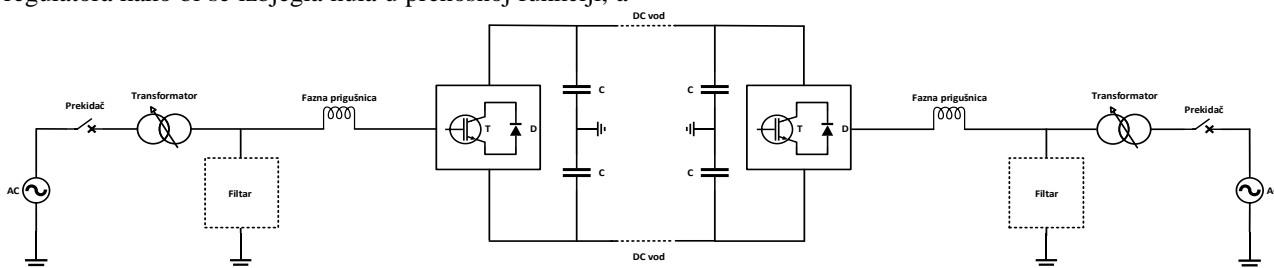 regulatora kako bi se izbjegla nula u prenosnoj funkciji, a
DC vod
Prekidač
Transformator
Fazna prigušnica
C
C
Fazna prigušnica
Transformator
Prekidač
T
D
T
D
AC
Filtar
C
C
Filtar
A
DC vod